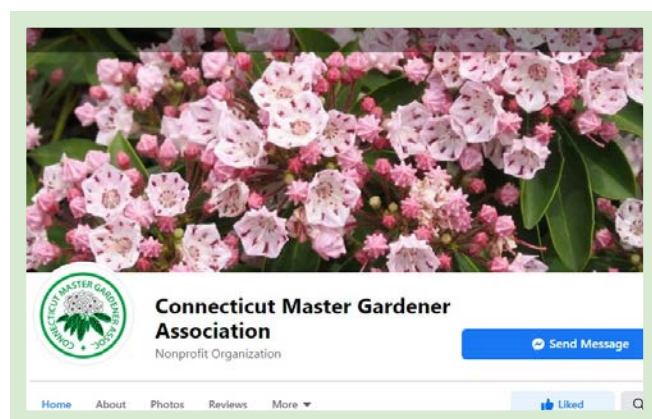 CONNECTICUT MASTER GARDENER ASSOC.
Connecticut Master Gardener
Association
Nonprofit Organization
Send Message
Home About Photos Reviews More
Liked